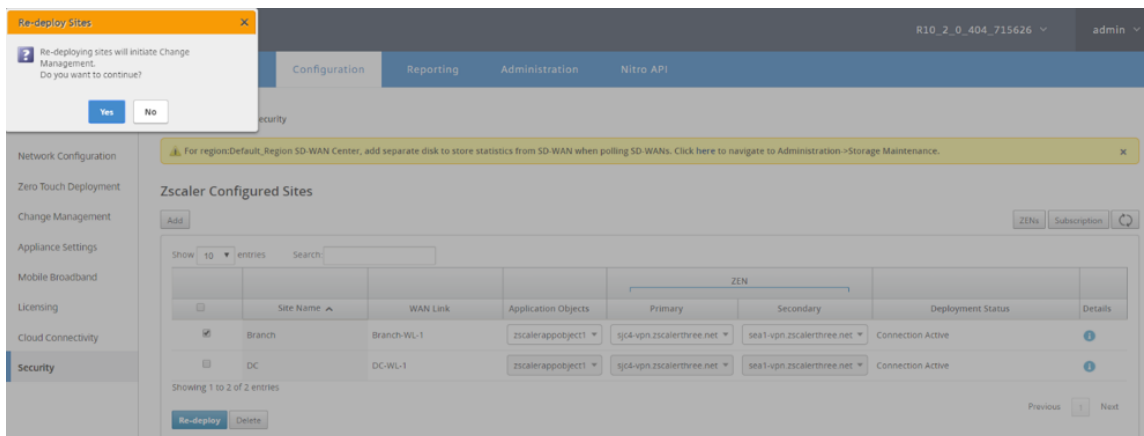 Re-deploy Sites
Re-deploying sites will initiate Change
Management.
Do you want to continue?
Yes No
R10_2_0_404_715626 admin
Configuration Reporting Administration Nitro API
ecurity
For region:Default_Region SD-WAN Center, add separate disk to store statistics from SD-WAN when polling SD-WANs. Click here to navigate to Administration->Storage Maintenance.
Network Configuration
Zero Touch Deployment
Change Management
Appliance Settings
Mobile Broadband
Licensing
Cloud Connectivity
Security
Zscaler Configured Sites
Add ZENs Subscription
Show 10 entries Search:
ZEN
Site Name WAN Link Application Objects Primary Secondary Deployment Status Details
Branch Branch-WL-1 zscalerappobject1 sjc4-vpn.zscalerthree.net sea1-vpn.zscalerthree.net Connection Active
DC DC-WL-1 zscalerappobject1 sjc4-vpn.zscalerthree.net sea1-vpn.zscalerthree.net Connection Active
Showing 1 to 2 of 2 entries
Previous 1 Next
Re-deploy Delete